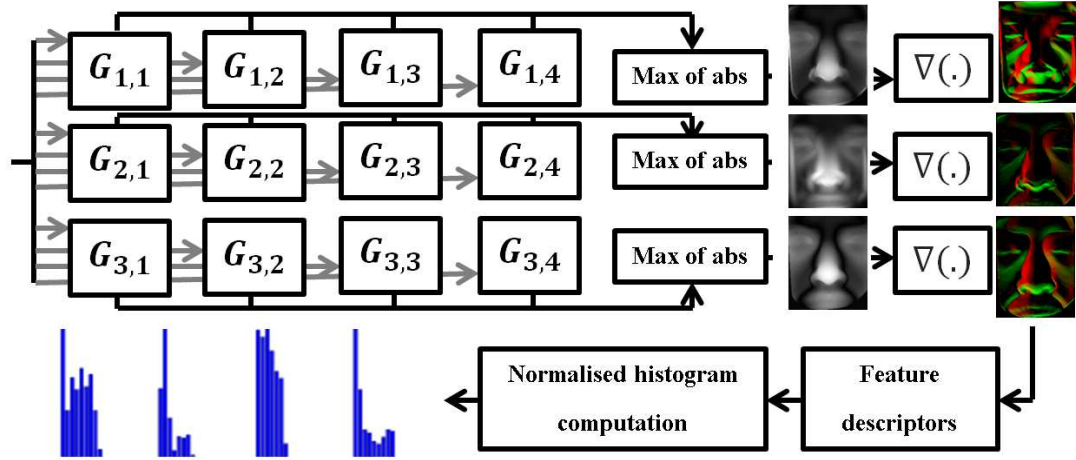 G1,1 G1,2 G1,3 G1,4 Max of abs ∇(.)
G2,1 G2,2 G2,3 G2,4 Max of abs ∇(.)
G3,1 G3,2 G3,3 G3,4 Max of abs ∇(.)
Normalised histogram
computation
Feature
descriptors